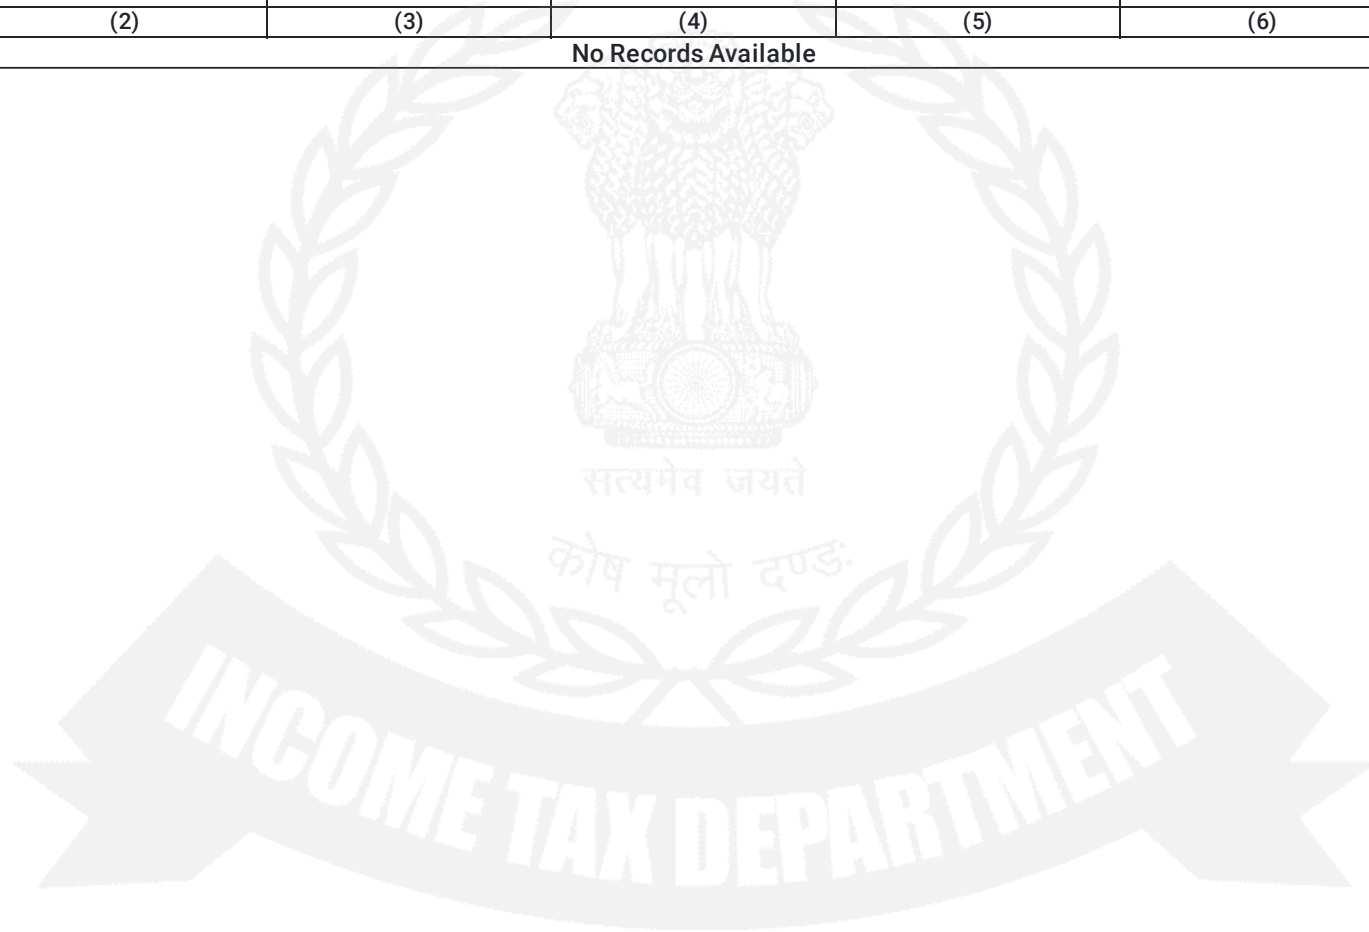 (2) (3) (4) (5) (6)
No Records Available
सत्यमेव जयते
कोष मूलो दण्डः
INCOME TAX DEPARTMENT